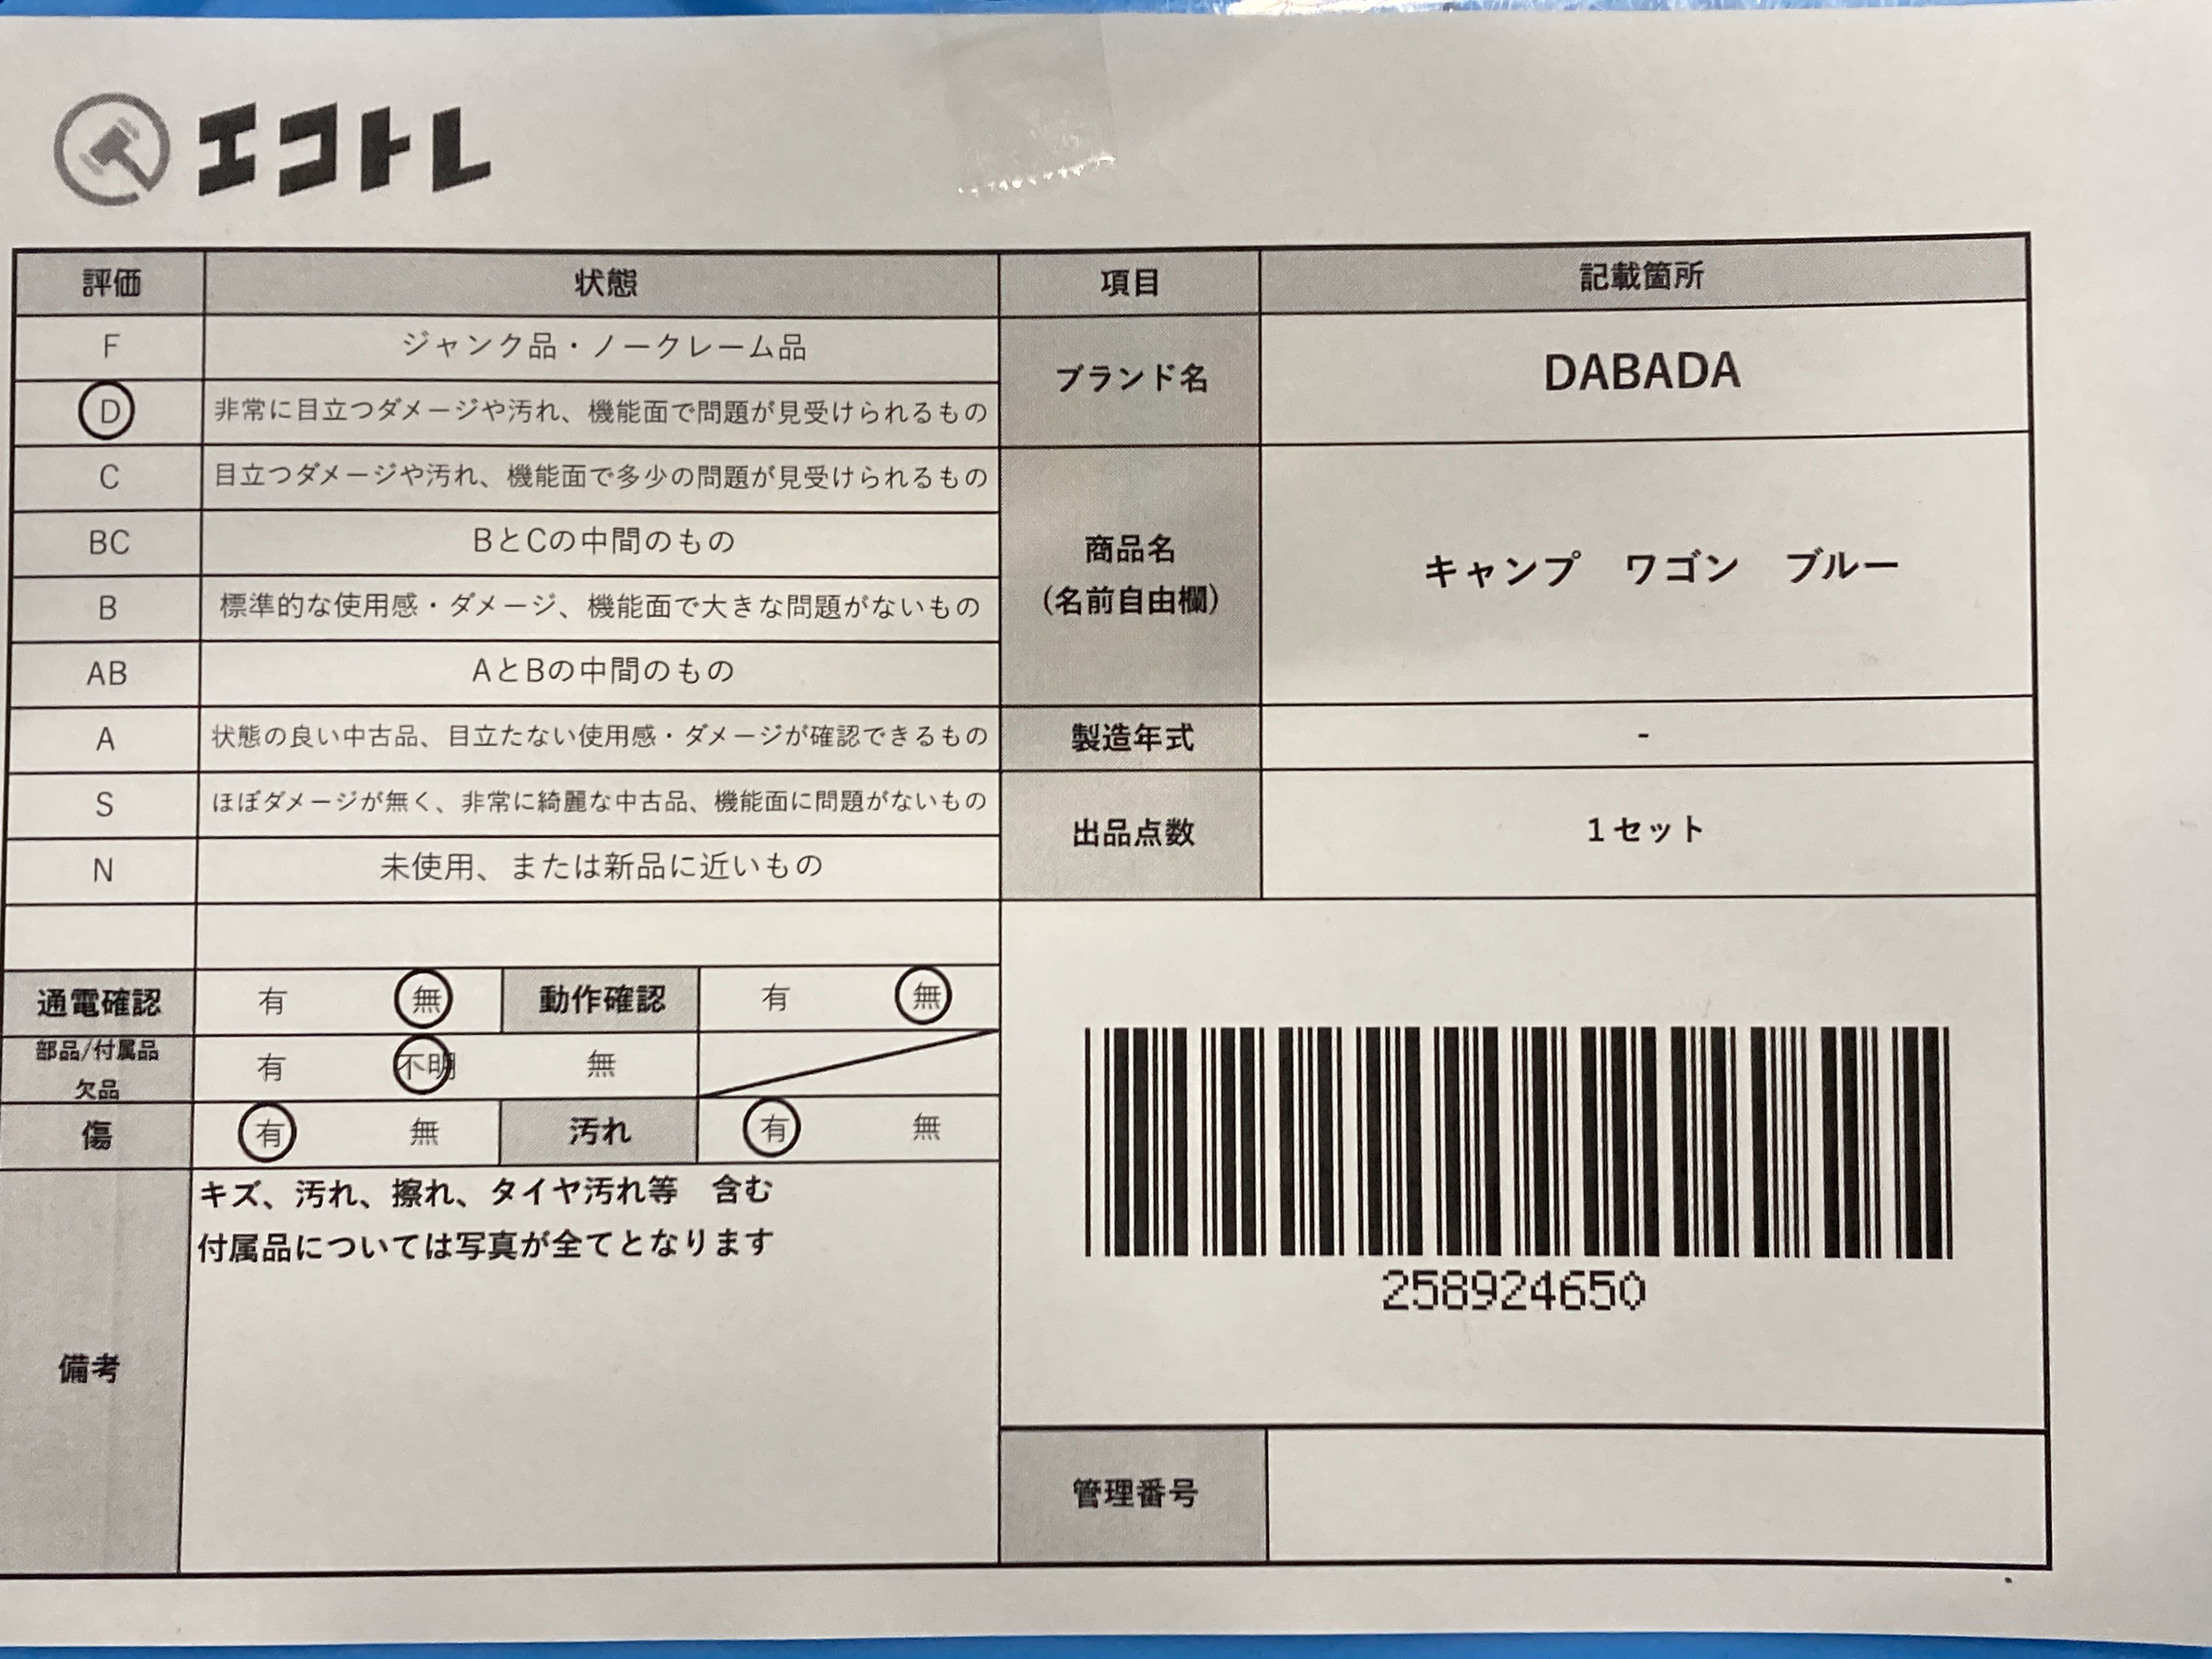 エコトレ
評価 状態 項目 記載箇所
F ジャンク品・ノークレーム品
D 非常に目立つダメージや汚れ、機能面で問題が見受けられるもの
ブランド名 DABADA
C 目立つダメージや汚れ、機能面で多少の問題が見受けられるもの
BC BとCの中間のもの
B 標準的な使用感・ダメージ、機能面で大きな問題がないもの
商品名
(名前自由欄)
キャンプ ワゴン ブルー
AB AとBの中間のもの
A 状態の良い中古品、目立たない使用感・ダメージが確認できるもの
製造年式 -
S ほぼダメージが無く、非常に綺麗な中古品、機能面に問題がないもの
出品点数 1セット
N 未使用、または新品に近いもの
通電確認 有 無 動作確認 有 無
部品/付属品
欠品
有 不明 無
傷 有 無 汚れ 有 無
備考
キズ、汚れ、擦れ、タイヤ汚れ等 含む
付属品については写真が全てとなります
258924650
管理番号